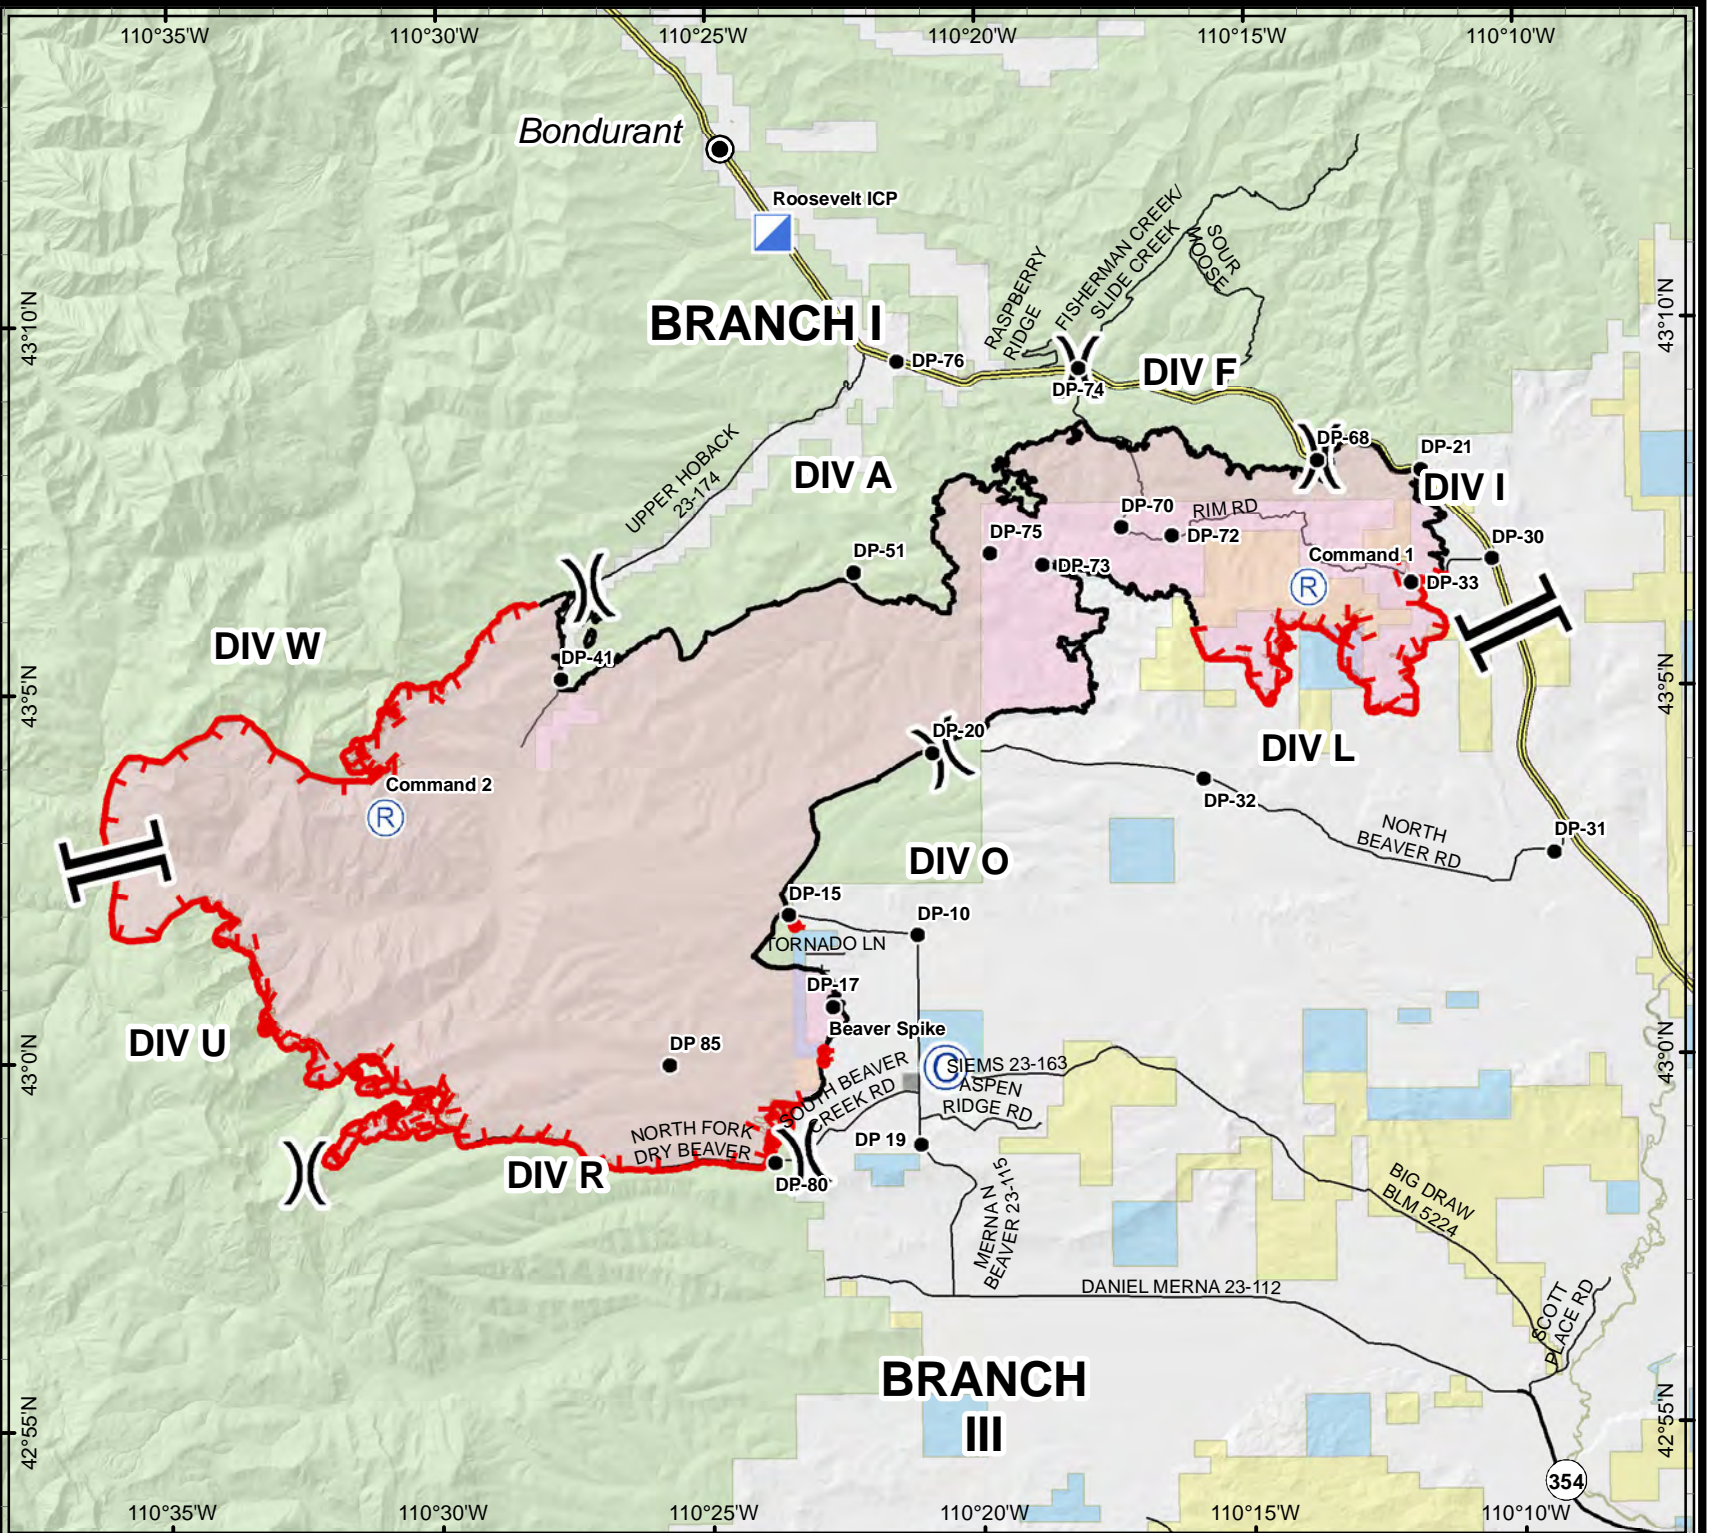 110°35'W
110°30'W
110°25'W
110°20'W
110°15'W
110°10'W
Bondurant
Roosevelt ICP
FISHERMAN CREEK/
SLIDE CREEK
SOUR
MOOSE
RASPBERRY
RIDGE
43°10'N
43°10'N
BRANCH I
DP-76
DIV F
DP-74
DP-68
DP-21
UPPER HOBACK
23-174
DIV A
DIV I
DP-70
RIM RD
DP-75
DP-72
DP-30
DP-51
DP-73
Command 1
R
DP-33
DIV W
DP-41
43°5'N
43°5'N
DP-20
DIV L
Command 2
R
DP-32
NORTH
BEAVER RD
DP-31
DIV O
DP-15
DP-10
TORNADO LN
DP-17
Beaver Spike
DIV U
DP 85
43°0'N
43°0'N
C
SIEMS 23-163
SOUTH BEAVER
CREEK RD
ASPEN
RIDGE RD
NORTH FORK
DRY BEAVER
DP 19
DIV R
DP-80
MERNA N
BEAVER 23-115
BIG DRAW
BLM 5224
DANIEL MERNA 23-112
SCOTT
PLACE RD
BRANCH
III
42°55'N
42°55'N
354
110°35'W
110°30'W
110°25'W
110°20'W
110°15'W
110°10'W